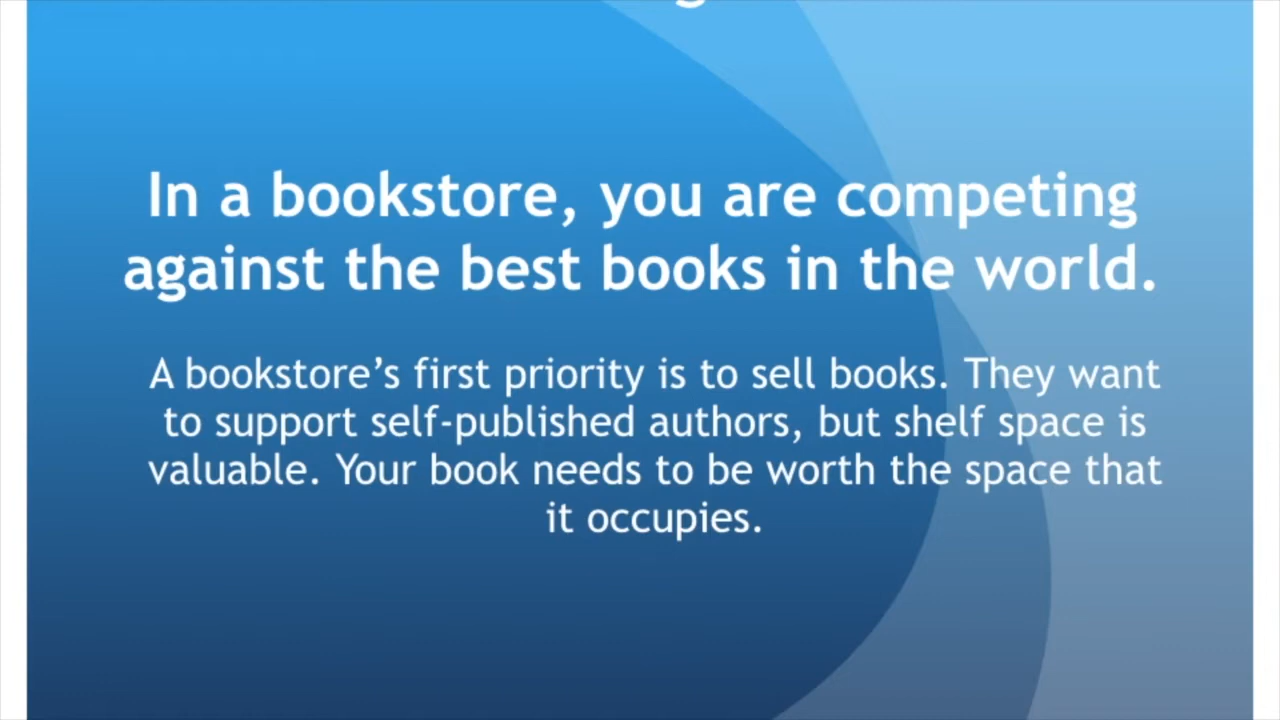 In a bookstore, you are competing
against the best books in the world.
A bookstore’s first priority is to sell books. They want
to support self-published authors, but shelf space is
valuable. Your book needs to be worth the space that
it occupies.